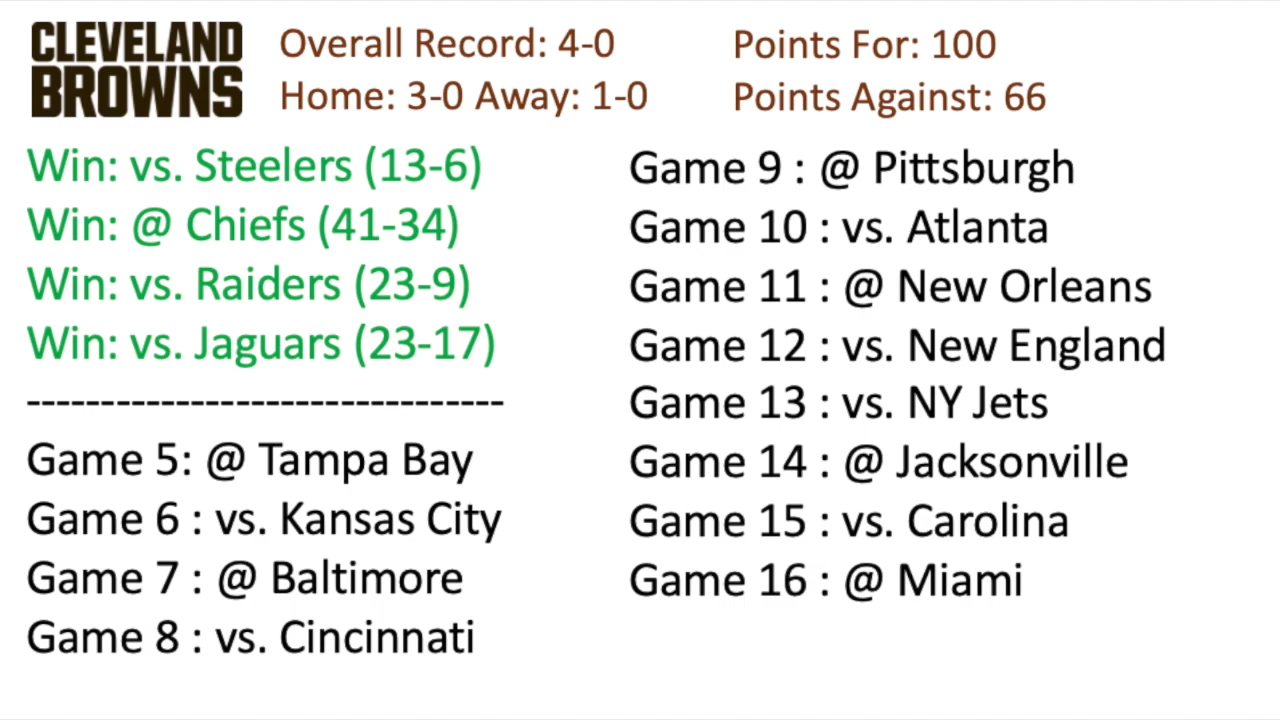 CLEVELAND
BROWNS
Overall Record: 4-0
Home: 3-0 Away: 1-0
Points For: 100
Points Against: 66
Win: vs. Steelers (13-6)
Win: @ Chiefs (41-34)
Win: vs. Raiders (23-9)
Win: vs. Jaguars (23-17)
---------------------------------
Game 5: @ Tampa Bay
Game 6 : vs. Kansas City
Game 7 : @ Baltimore
Game 8 : vs. Cincinnati
Game 9 : @ Pittsburgh
Game 10 : vs. Atlanta
Game 11 : @ New Orleans
Game 12 : vs. New England
Game 13 : vs. NY Jets
Game 14 : @ Jacksonville
Game 15 : vs. Carolina
Game 16 : @ Miami